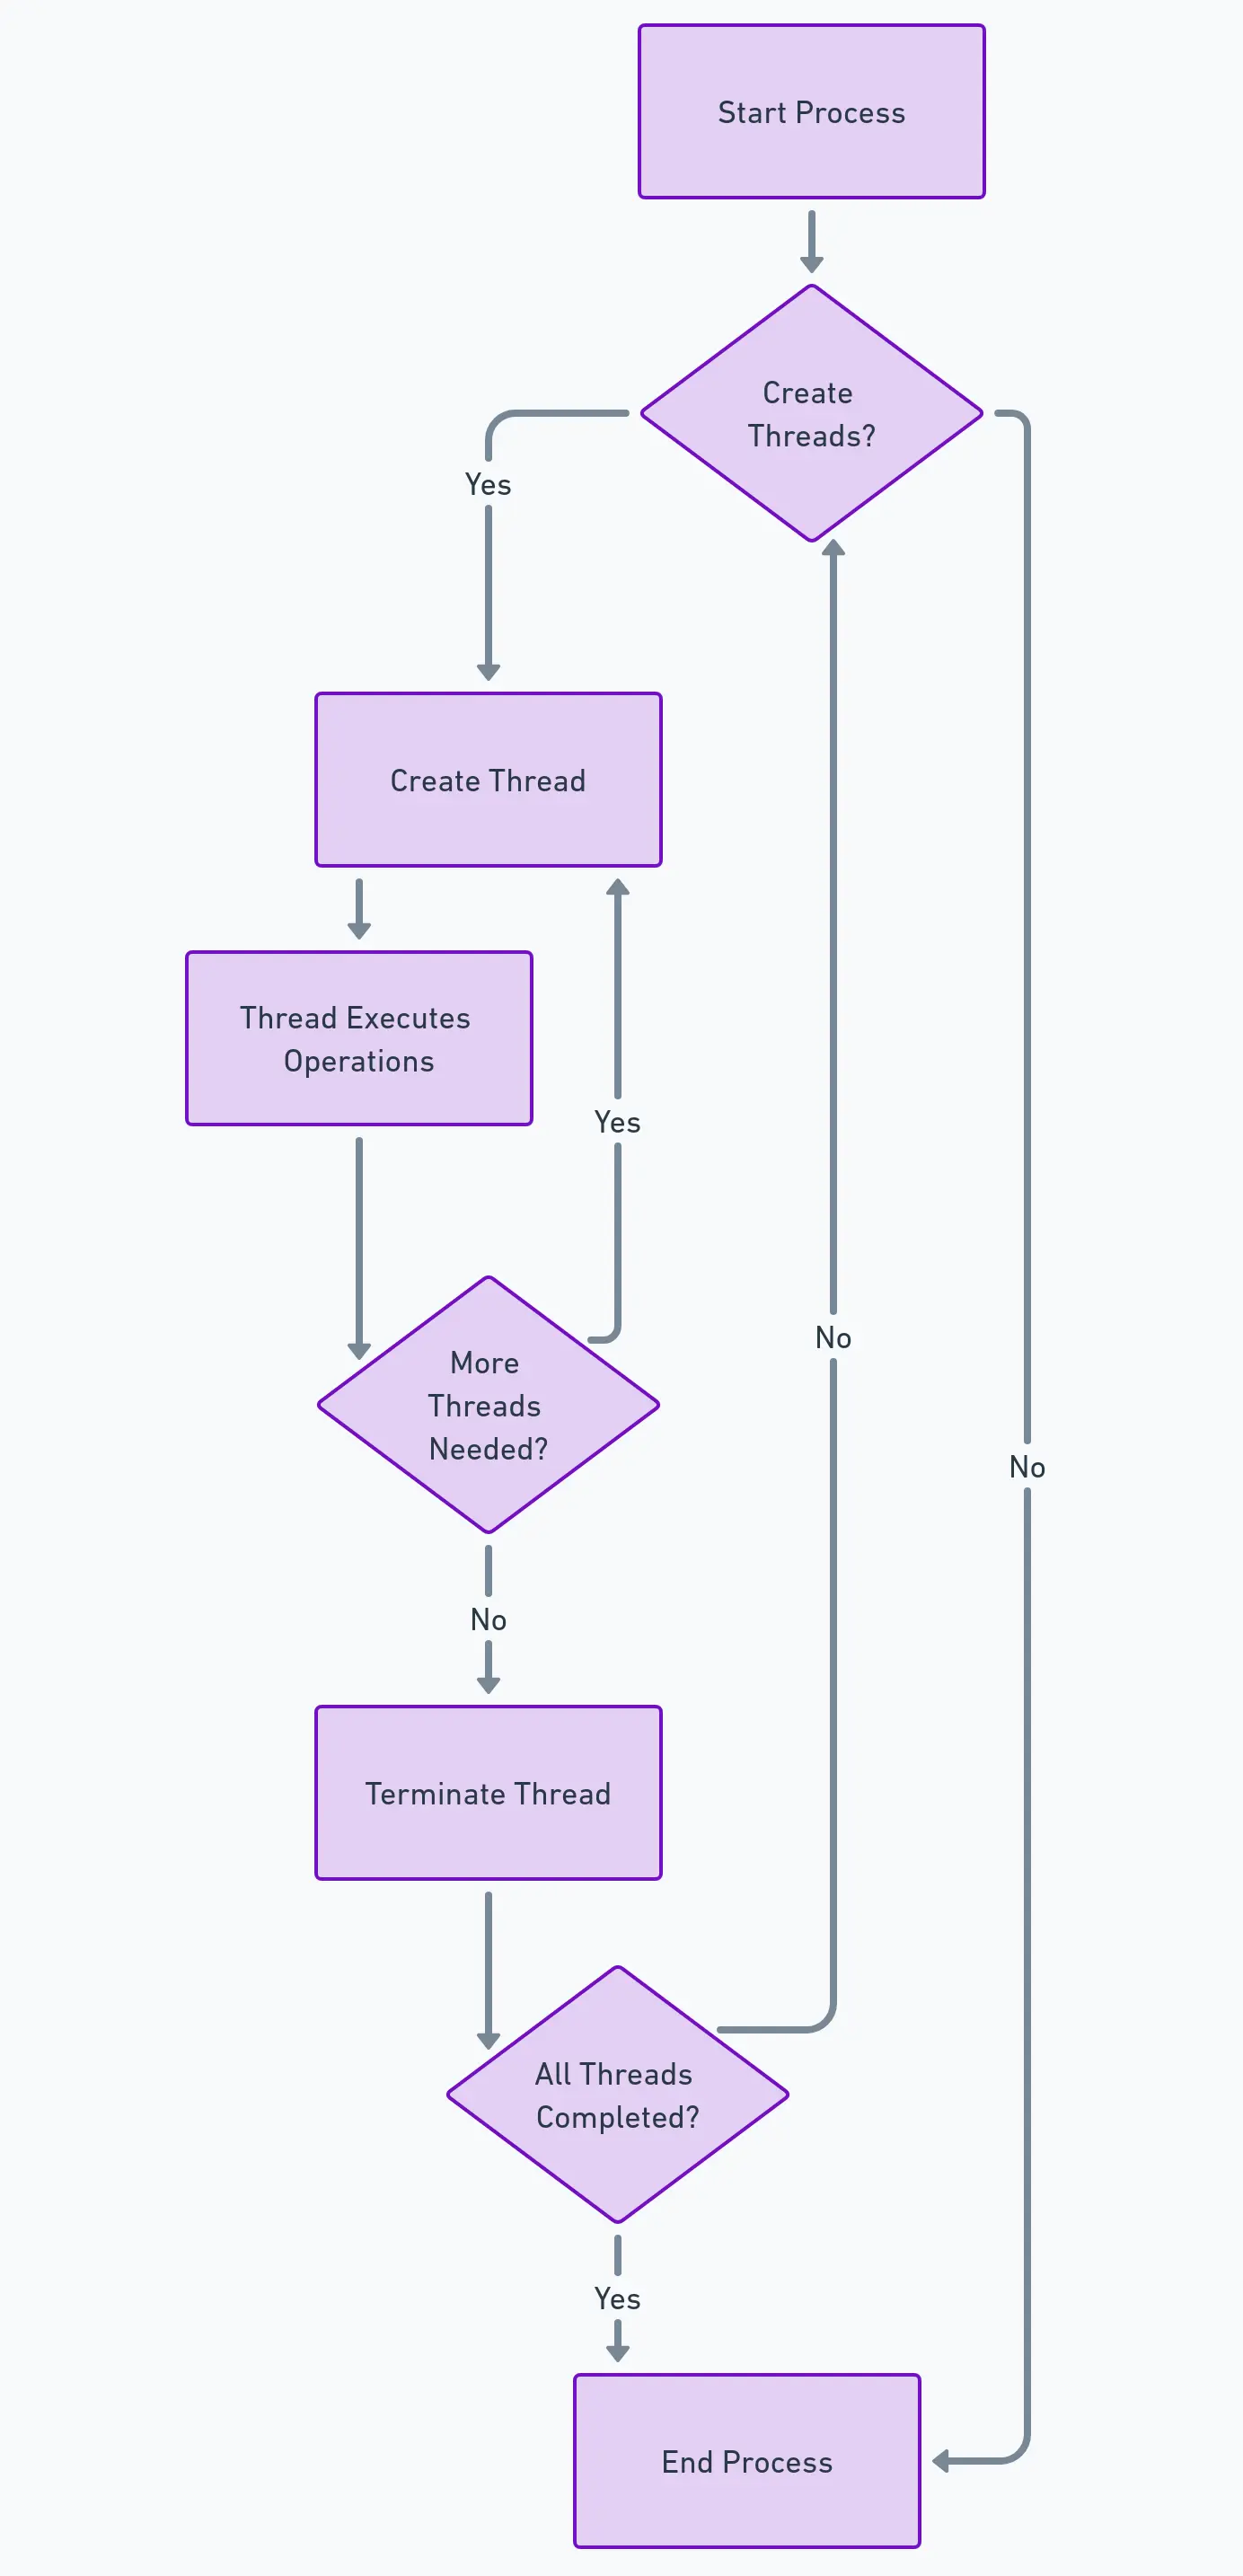 Start Process
Create
Threads?
Yes
Create Thread
Thread Executes
Operations
Yes
More
Threads
Needed?
No
No
No
Terminate Thread
All Threads
Completed?
Yes
End Process